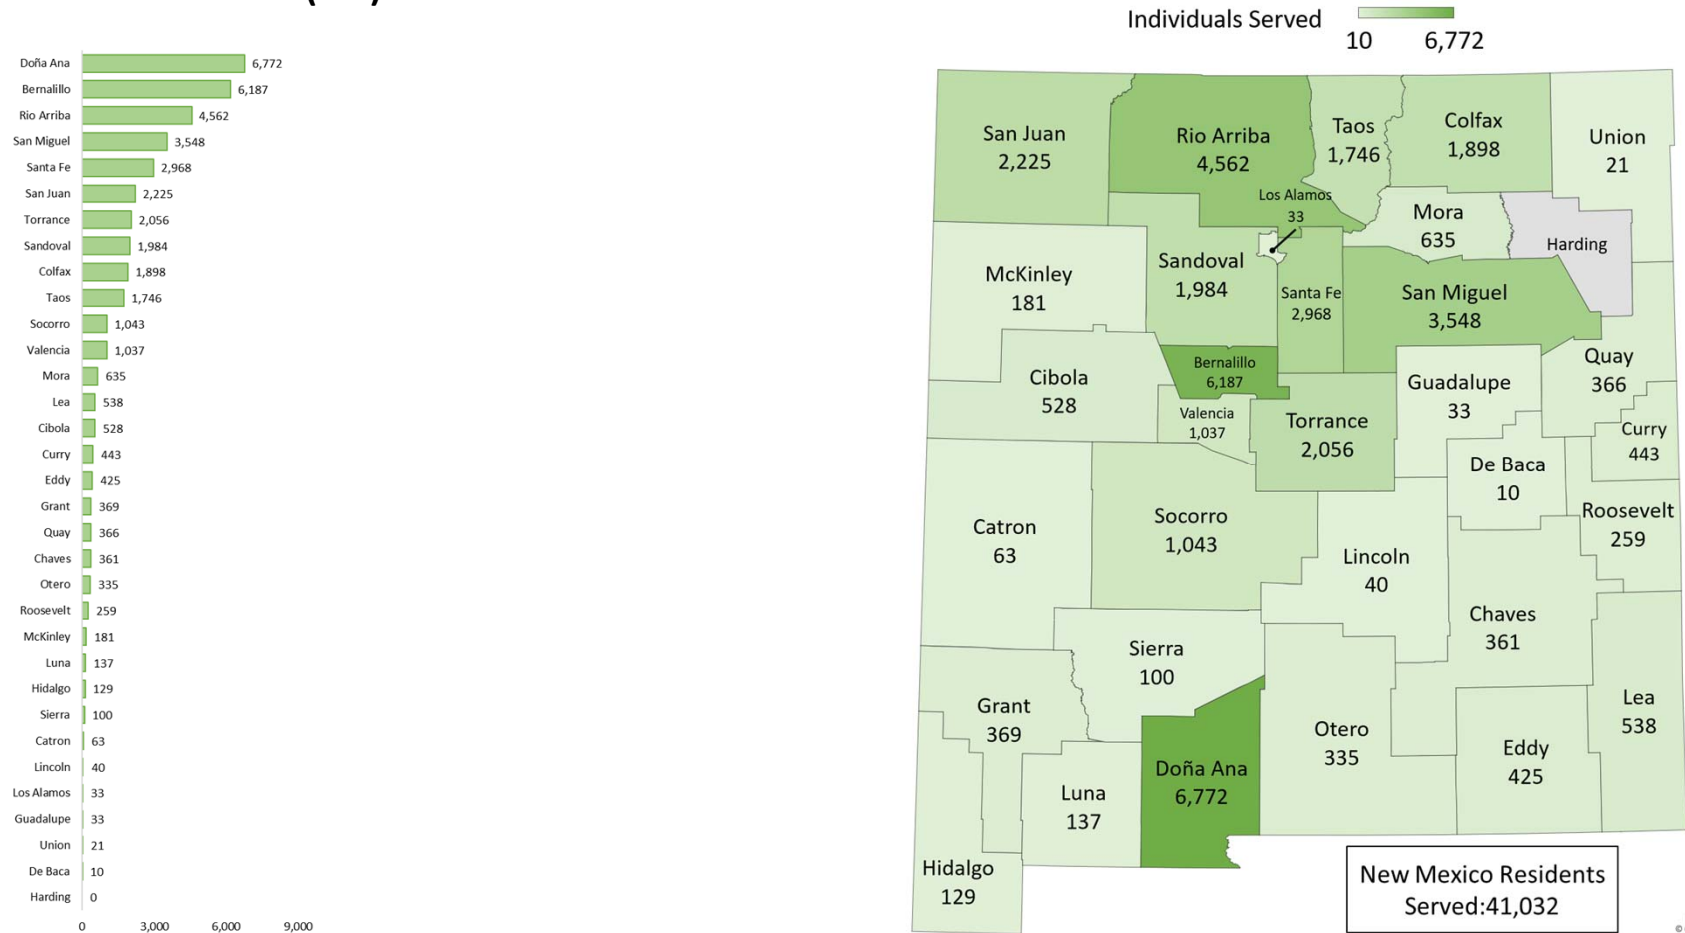 Individuals Served
10 6,772
Doña Ana 6,772
Bernalillo 6,187
Rio Arriba 4,562
San Miguel 3,548
Santa Fe 2,968
San Juan 2,225
Torrance 2,056
Sandoval 1,984
Colfax 1,898
Taos 1,746
Socorro 1,043
Valencia 1,037
Mora 635
Lea 538
Cibola 528
Curry 443
Eddy 425
Grant 369
Quay 366
Chaves 361
Otero 335
Roosevelt 259
McKinley 181
Luna 137
Hidalgo 129
Sierra 100
Catron 63
Lincoln 40
Los Alamos 33
Guadalupe 33
Union 21
De Baca 10
Harding 0
0 3,000 6,000 9,000
San Juan
2,225
Rio Arriba
4,562
Taos
1,746
Colfax
1,898
Union
21
Los Alamos
33
Mora
635
Harding
McKinley
181
Sandoval
1,984
Santa Fe
2,968
San Miguel
3,548
Quay
366
Bernalillo
6,187
Cibola
528
Guadalupe
33
Valencia
1,037
Torrance
2,056
Curry
443
De Baca
10
Catron
63
Socorro
1,043
Roosevelt
259
Lincoln
40
Chaves
361
Sierra
100
Grant
369
Lea
538
Otero
335
Eddy
425
Doña Ana
6,772
Luna
137
Hidalgo
129
New Mexico Residents
Served:41,032
©